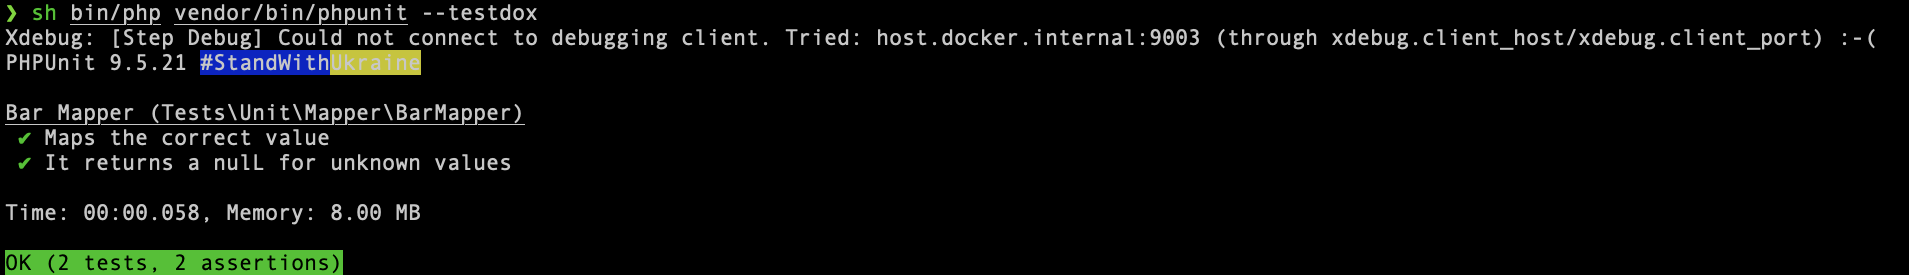 ❯ sh bin/php vendor/bin/phpunit --testdox
Xdebug: [Step Debug] Could not connect to debugging client. Tried: host.docker.internal:9003 (through xdebug.client_host/xdebug.client_port) :-(
PHPUnit 9.5.21 #StandWithUkraine
Bar Mapper (Tests\Unit\Mapper\BarMapper)
✔ Maps the correct value
✔ It returns a nulL for unknown values
Time: 00:00.058, Memory: 8.00 MB
OK (2 tests, 2 assertions)